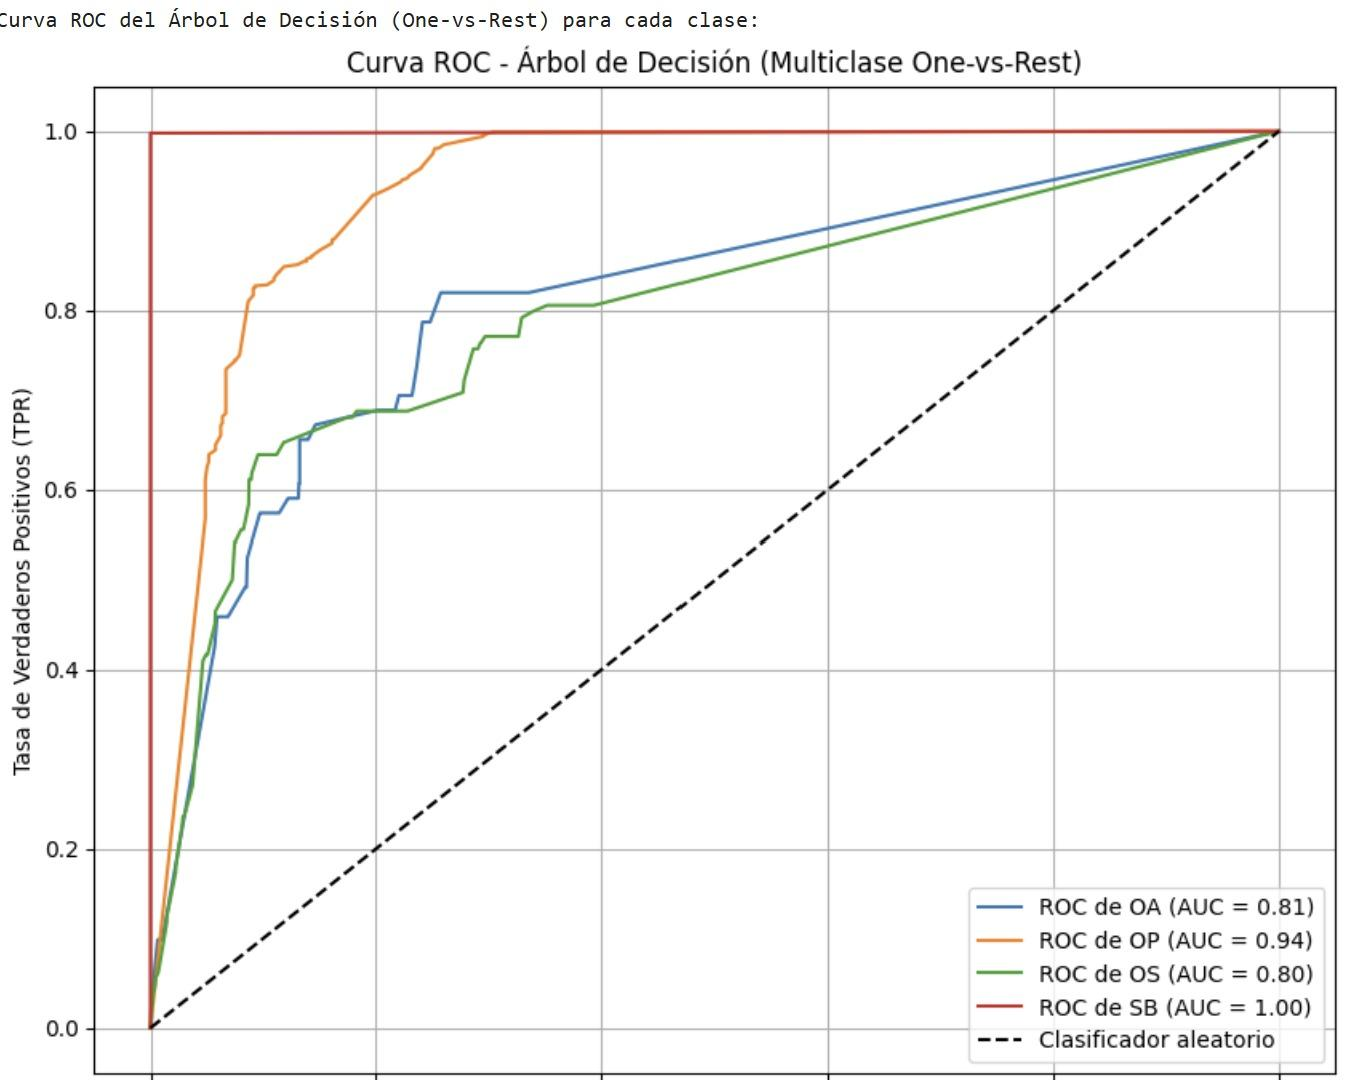 Curva ROC del Árbol de Decisión (One-vs-Rest) para cada clase:
Curva ROC - Árbol de Decisión (Multiclase One-vs-Rest)
Tasa de Verdaderos Positivos (TPR)
1.0
0.8
0.6
0.4
0.2
0.0
ROC de OA (AUC = 0.81)
ROC de OP (AUC = 0.94)
ROC de OS (AUC = 0.80)
ROC de SB (AUC = 1.00)
Clasificador aleatorio